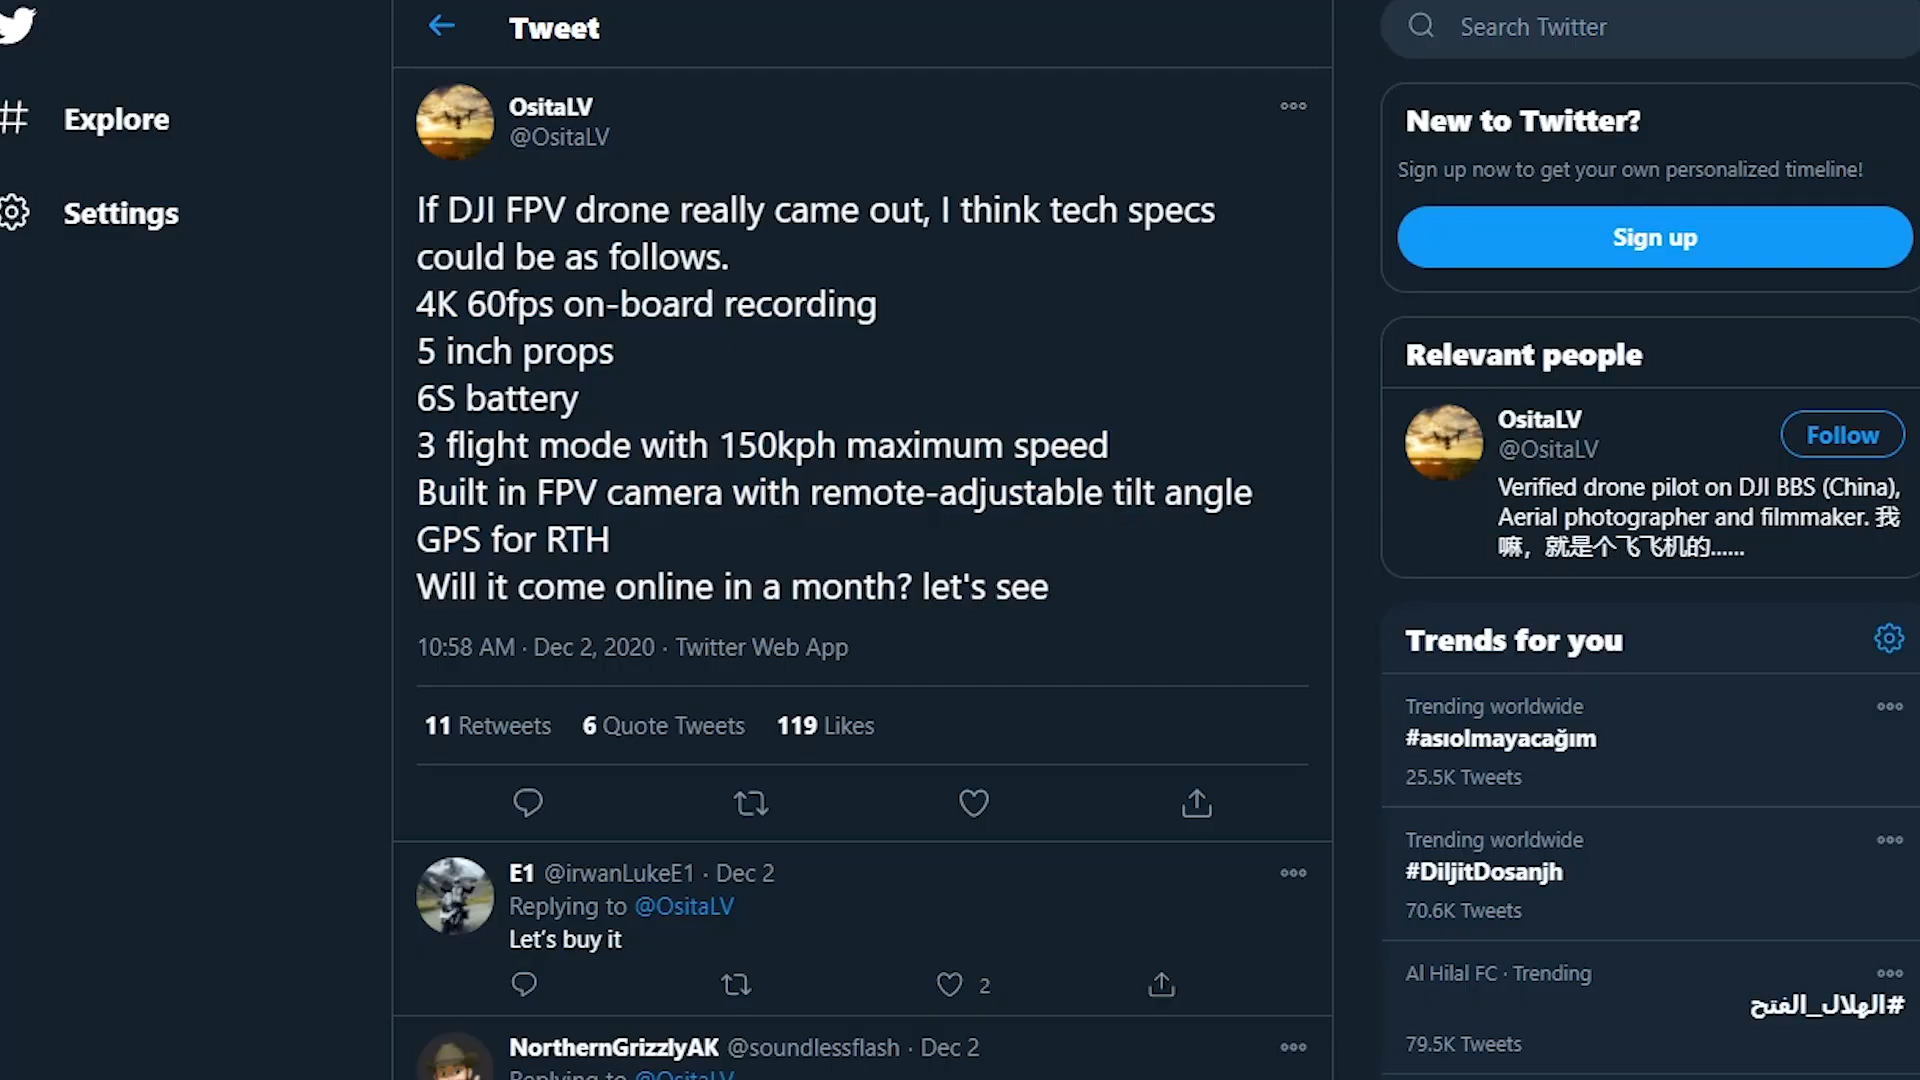 Explore
Settings
Tweet
OsitaLV
@OsitaLV
If DJI FPV drone really came out, I think tech specs
could be as follows.
4K 60fps on-board recording
5 inch props
6S battery
3 flight mode with 150kph maximum speed
Built in FPV camera with remote-adjustable tilt angle
GPS for RTH
Will it come online in a month? let's see
10:58 AM · Dec 2, 2020 · Twitter Web App
11 Retweets 6 Quote Tweets 119 Likes
E1 @irwanLukeE1 · Dec 2
Replying to @OsitaLV
Let’s buy it
2
NorthernGrizzlyAK @soundlessflash · Dec 2
Replying to @OsitaLV
Search Twitter
New to Twitter?
Sign up now to get your own personalized timeline!
Sign up
Relevant people
OsitaLV
@OsitaLV
Follow
Verified drone pilot on DJI BBS (China),
Aerial photographer and filmmaker. 我
嘛，就是个飞飞机的......
Trends for you
Trending worldwide
#asıolmayacağım
25.5K Tweets
Trending worldwide
#DiljitDosanjh
70.6K Tweets
Al Hilal FC · Trending
#الهلال_الفتح
79.5K Tweets